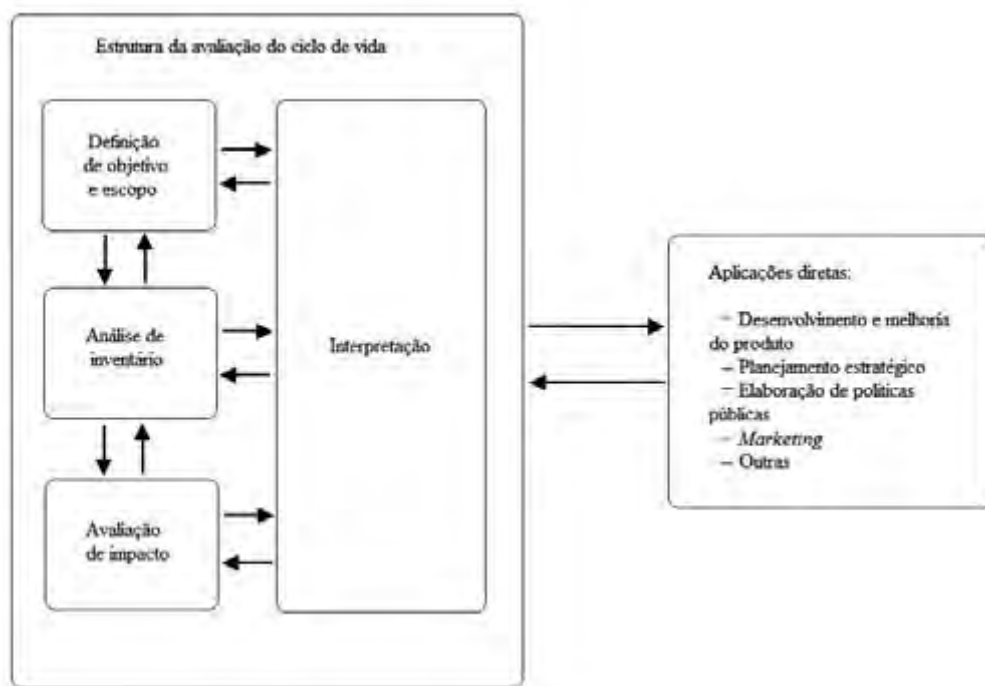 Estrutura da avaliação do ciclo de vida
Definição
de objetivo
e escopo
Análise de
inventário
Avaliação
de impacto
Interpretação
Aplicações diretas:
– Desenvolvimento e melhoria
do produto
– Planejamento estratégico
– Elaboração de políticas
públicas
– Marketing
– Outras